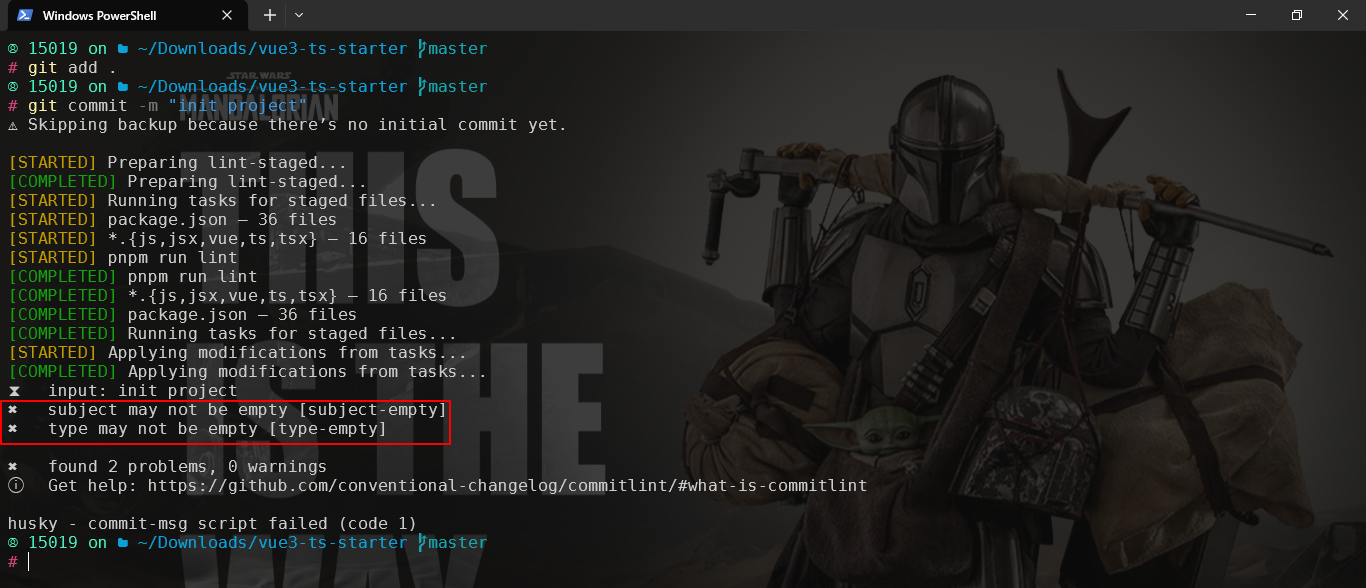 Windows PowerShell
@ 15019 on ~/Downloads/vue3-ts-starter master
# git add .
STAR WARS
@ 15019 on ~/Downloads/vue3-ts-starter master
# git commit -m "init project"
MANDALORIAN
⚠ Skipping backup because there’s no initial commit yet.
[STARTED] Preparing lint-staged...
[COMPLETED] Preparing lint-staged...
[STARTED] Running tasks for staged files...
[STARTED] package.json — 36 files
[STARTED] *.{js,jsx,vue,ts,tsx} — 16 files
[STARTED] pnpm run lint
[COMPLETED] pnpm run lint
[COMPLETED] *.{js,jsx,vue,ts,tsx} — 16 files
[COMPLETED] package.json — 36 files
[COMPLETED] Running tasks for staged files...
[STARTED] Applying modifications from tasks...
[COMPLETED] Applying modifications from tasks...
⧗ input: init project
✖ subject may not be empty [subject-empty]
✖ type may not be empty [type-empty]
✖ found 2 problems, 0 warnings
ⓘ Get help: https://github.com/conventional-changelog/commitlint/#what-is-commitlint
husky - commit-msg script failed (code 1)
@ 15019 on ~/Downloads/vue3-ts-starter master
#
THIS
IS THE
WAY